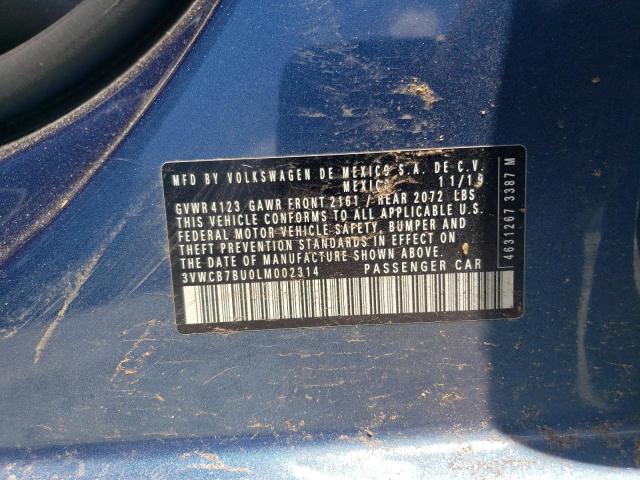 MFD BY VOLKSWAGEN DE MEXICO S.A. DE C.V.
MEXICO 11/19
GVWR 4123 GAWR FRONT 2161 / REAR 2072 LBS
THIS VEHICLE CONFORMS TO ALL APPLICABLE U.S.
FEDERAL MOTOR VEHICLE SAFETY, BUMPER AND
THEFT PREVENTION STANDARDS IN EFFECT ON
THE DATE OF MANUFACTURE SHOWN ABOVE.
3VWCB7BU0LM002314 PASSENGER CAR
4631267 3387 M